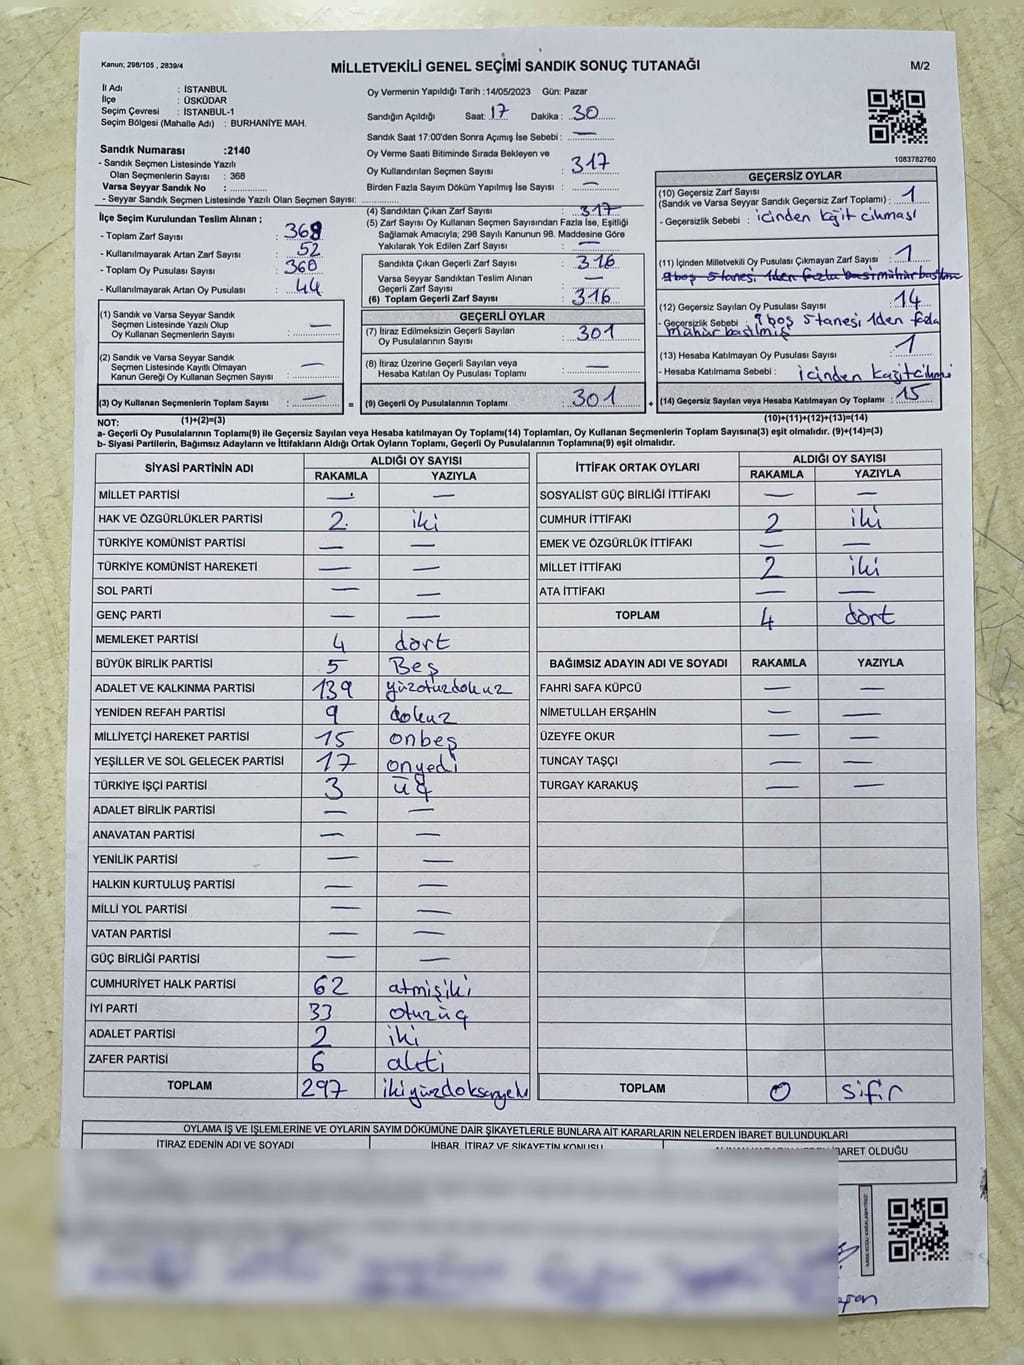 Kanun; 298/105 , 2839/4
MİLLETVEKİLİ GENEL SEÇİMİ SANDIK SONUÇ TUTANAĞI
M/2
İl Adı : İSTANBUL
İlçe : ÜSKÜDAR
Seçim Çevresi : İSTANBUL-1
Seçim Bölgesi (Mahalle Adı) : BURHANİYE MAH.
Sandık Numarası :2140
- Sandık Seçmen Listesinde Yazılı
Olan Seçmenlerin Sayısı : 368
Varsa Seyyar Sandık No :
- Seyyar Sandık Seçmen Listesinde Yazılı Olan Seçmen Sayısı:
Oy Vermenin Yapıldığı Tarih :14/05/2023 Gün: Pazar
Sandığın Açıldığı Saat: 17 Dakika : 30
Sandık Saat 17:00'den Sonra Açımış İse Sebebi : —
Oy Verme Saati Bitiminde Sırada Bekleyen ve
Oy Kullandırılan Seçmen Sayısı : 317
Birden Fazla Sayım Döküm Yapılmış İse Sayısı : —
1083782760
İlçe Seçim Kurulundan Teslim Alınan ;
- Toplam Zarf Sayısı : 368
- Kullanılmayarak Artan Zarf Sayısı : 52
- Toplam Oy Pusulası Sayısı : 360
- Kullanılmayarak Artan Oy Pusulası : 44
(1) Sandık ve Varsa Seyyar Sandık
Seçmen Listesinde Yazılı Olup
Oy Kullanan Seçmenlerin Sayısı : —
(2) Sandık ve Varsa Seyyar Sandık
Seçmen Listesinde Kayıtlı Olmayan
Kanun Gereği Oy Kullanan Seçmen Sayısı : —
(3) Oy Kullanan Seçmenlerin Toplam Sayısı : — =
(1)+(2)=(3)
(4) Sandıktan Çıkan Zarf Sayısı : 317
(5) Zarf Sayısı Oy Kullanan Seçmen Sayısından Fazla İse, Eşitliği
Sağlamak Amacıyla; 298 Sayılı Kanunun 98. Maddesine Göre
Yakılarak Yok Edilen Zarf Sayısı : —
Sandıkta Çıkan Geçerli Zarf Sayısı : 316
Varsa Seyyar Sandıktan Teslim Alınan
Geçerli Zarf Sayısı : —
(6) Toplam Geçerli Zarf Sayısı : 316
GEÇERLİ OYLAR
(7) İtiraz Edilmeksizin Geçerli Sayılan
Oy Pusulalarının Sayısı : 301
(8) İtiraz Üzerine Geçerli Sayılan veya
Hesaba Katılan Oy Pusulası Toplamı : —
(9) Geçerli Oy Pusulalarının Toplamı : 301 +
GEÇERSİZ OYLAR
(10) Geçersiz Zarf Sayısı
(Sandık ve Varsa Seyyar Sandık Geçersiz Zarf Toplamı) : 1
- Geçersizlik Sebebi : içinden kağıt çıkması
(11) İçinden Milletvekili Oy Pusulası Çıkmayan Zarf Sayısı : 1
9 boş 5 tanesi 1den fazla
(12) Geçersiz Sayılan Oy Pusulası Sayısı : 14
- Geçersizlik Sebebi : 9 boş 5 tanesi 1den fazla
mühür basılmış
(13) Hesaba Katılmayan Oy Pusulası Sayısı : 1
- Hesaba Katılmama Sebebi : içinden kağıt çıkması
(14) Geçersiz Sayılan veya Hesaba Katılmayan Oy Toplamı : 15
(10)+(11)+(12)+(13)=(14)
NOT:
a- Geçerli Oy Pusulalarının Toplamı(9) ile Geçersiz Sayılan veya Hesaba Katılmayan Oy Toplamı(14) Toplamları, Oy Kullanan Seçmenlerin Toplam Sayısına(3) eşit olmalıdır. (9)+(14)=(3)
b- Siyasi Partilerin, Bağımsız Adayların ve İttifakların Aldığı Ortak Oyların Toplamı, Geçerli Oy Pusulalarının Toplamına(9) eşit olmalıdır.
SİYASİ PARTİNİN ADI ALDIĞI OY SAYISI
RAKAMLA YAZIYLA
MİLLET PARTİSİ — —
HAK VE ÖZGÜRLÜKLER PARTİSİ 2 iki
TÜRKİYE KOMÜNİST PARTİSİ — —
TÜRKİYE KOMÜNİST HAREKETİ — —
SOL PARTİ — —
GENÇ PARTİ — —
MEMLEKET PARTİSİ 4 dört
BÜYÜK BİRLİK PARTİSİ 5 Beş
ADALET VE KALKINMA PARTİSİ 139 yüzotuzdokuz
YENİDEN REFAH PARTİSİ 9 dokuz
MİLLİYETÇİ HAREKET PARTİSİ 15 onbeş
YEŞİLLER VE SOL GELECEK PARTİSİ 17 onyedi
TÜRKİYE İŞÇİ PARTİSİ 3 üç
ADALET BİRLİK PARTİSİ — —
ANAVATAN PARTİSİ — —
YENİLİK PARTİSİ — —
HALKIN KURTULUŞ PARTİSİ — —
MİLLİ YOL PARTİSİ — —
VATAN PARTİSİ — —
GÜÇ BİRLİĞİ PARTİSİ — —
CUMHURİYET HALK PARTİSİ 62 atmışiki
İYİ PARTİ 33 otuzüç
ADALET PARTİSİ 2 iki
ZAFER PARTİSİ 6 altı
TOPLAM 297 ikiyüzdoksanyedi
İTTİFAK ORTAK OYLARI ALDIĞI OY SAYISI
RAKAMLA YAZIYLA
SOSYALİST GÜÇ BİRLİĞİ İTTİFAKI — —
CUMHUR İTTİFAKI 2 iki
EMEK VE ÖZGÜRLÜK İTTİFAKI — —
MİLLET İTTİFAKI 2 iki
ATA İTTİFAKI — —
TOPLAM 4 dört
BAĞIMSIZ ADAYIN ADI VE SOYADI RAKAMLA YAZIYLA
FAHRİ SAFA KÜPCÜ — —
NİMETULLAH ERŞAHİN — —
ÜZEYFE OKUR — —
TUNCAY TAŞÇI — —
TURGAY KARAKUŞ — —
TOPLAM 0 sıfır
OYLAMA İŞ VE İŞLEMLERİNE VE OYLARIN SAYIM DÖKÜMÜNE DAİR ŞİKAYETLERLE BUNLARA AİT KARARLARIN NELERDEN İBARET BULUNDUKLARI
İTİRAZ EDENİN ADI VE SOYADI İHBAR, İTİRAZ VE ŞİKAYETİN KONUSU İBARET OLDUĞU